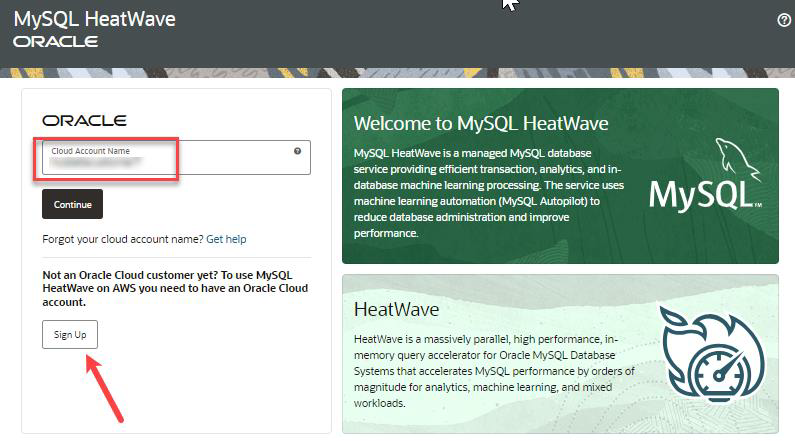 MySQL HeatWave
ORACLE
ORACLE
Cloud Account Name
Continue
Forgot your cloud account name? Get help
Not an Oracle Cloud customer yet? To use MySQL
HeatWave on AWS you need to have an Oracle Cloud
account.
Sign Up
Welcome to MySQL HeatWave
MySQL HeatWave is a managed MySQL database
service providing efficient transaction, analytics, and in-
database machine learning processing. The service uses
machine learning automation (MySQL Autopilot) to
reduce database administration and improve
performance.
MySQL™
HeatWave
HeatWave is a massively parallel, high performance, in-
memory query accelerator for Oracle MySQL Database
Systems that accelerates MySQL performance by orders of
magnitude for analytics, machine learning, and mixed
workloads.